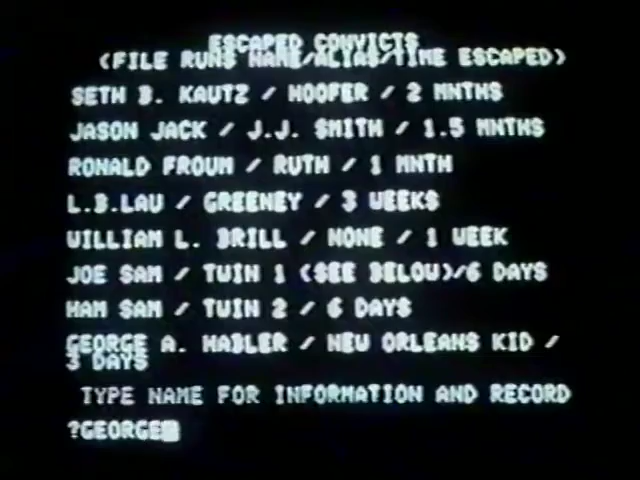 ESCAPED CONVICTS
(FILE RUNS NAME/ALIAS/TIME ESCAPED)
SETH B. KAUTZ / HOOFER / 2 MNTHS
JASON JACK / J.J. SMITH / 1.5 MNTHS
RONALD FROUM / RUTH / 1 MNTH
L.B.LAW / GREENEY / 3 WEEKS
WILLIAM L. BRILL / NONE / 1 WEEK
JOE SAM / TWIN 1 (SEE BELOW)/6 DAYS
HAM SAM / TWIN 2 / 6 DAYS
GEORGE A. HABLER / NEW ORLEANS KID /
3 DAYS
TYPE NAME FOR INFORMATION AND RECORD
?GEORGE